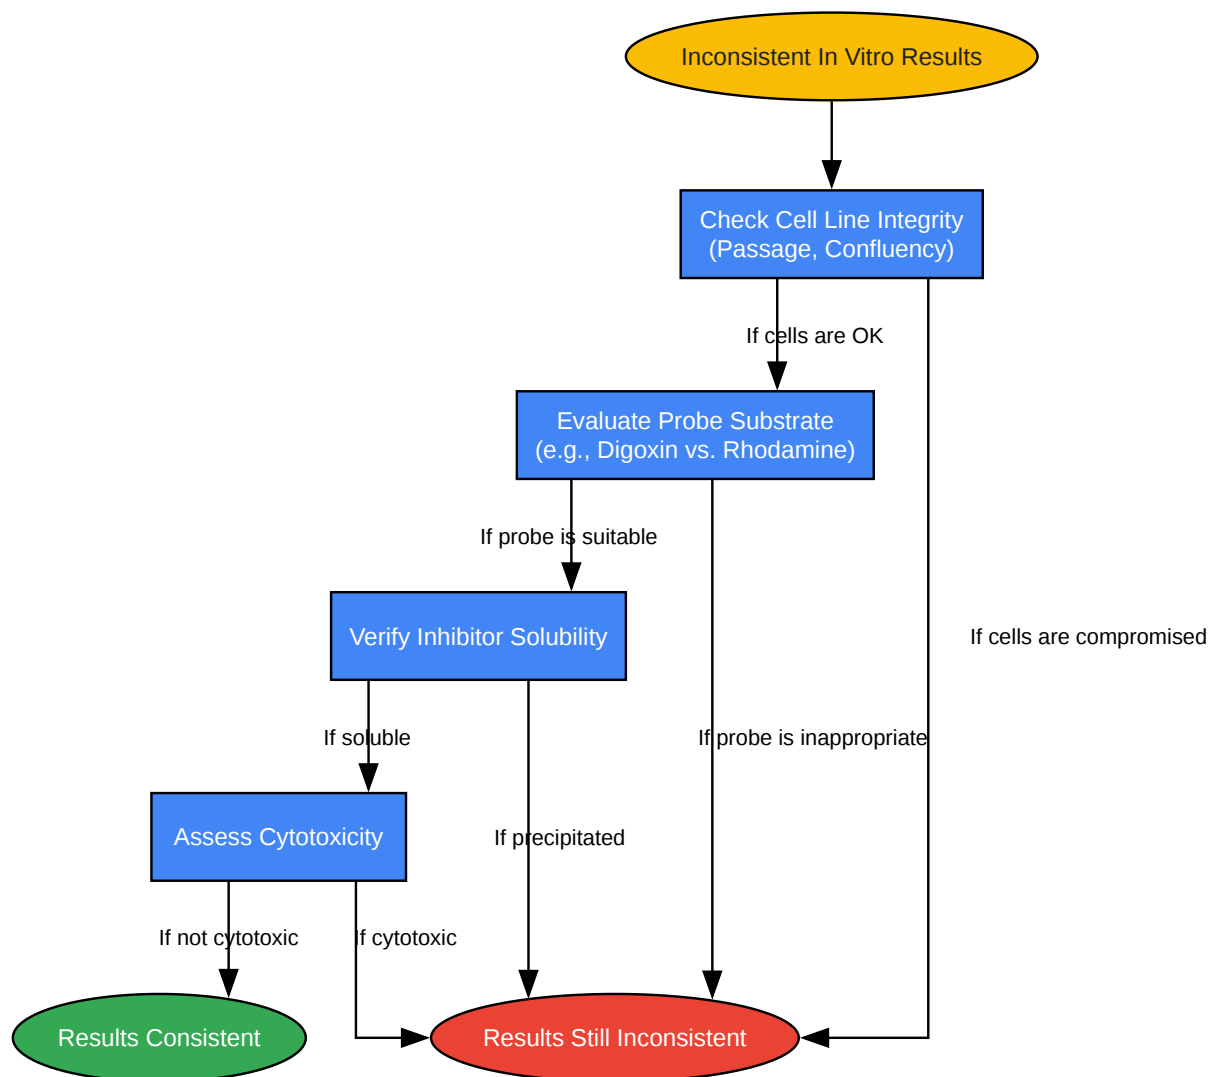 Inconsistent In Vitro Results
Check Cell Line Integrity
(Passage, Confluency)
If cells are OK
Evaluate Probe Substrate
(e.g., Digoxin vs. Rhodamine)
If probe is suitable
Verify Inhibitor Solubility
If cells are compromised
If soluble
If probe is inappropriate
Assess Cytotoxicity
If precipitated
If not cytotoxic
If cytotoxic
Results Consistent
Results Still Inconsistent